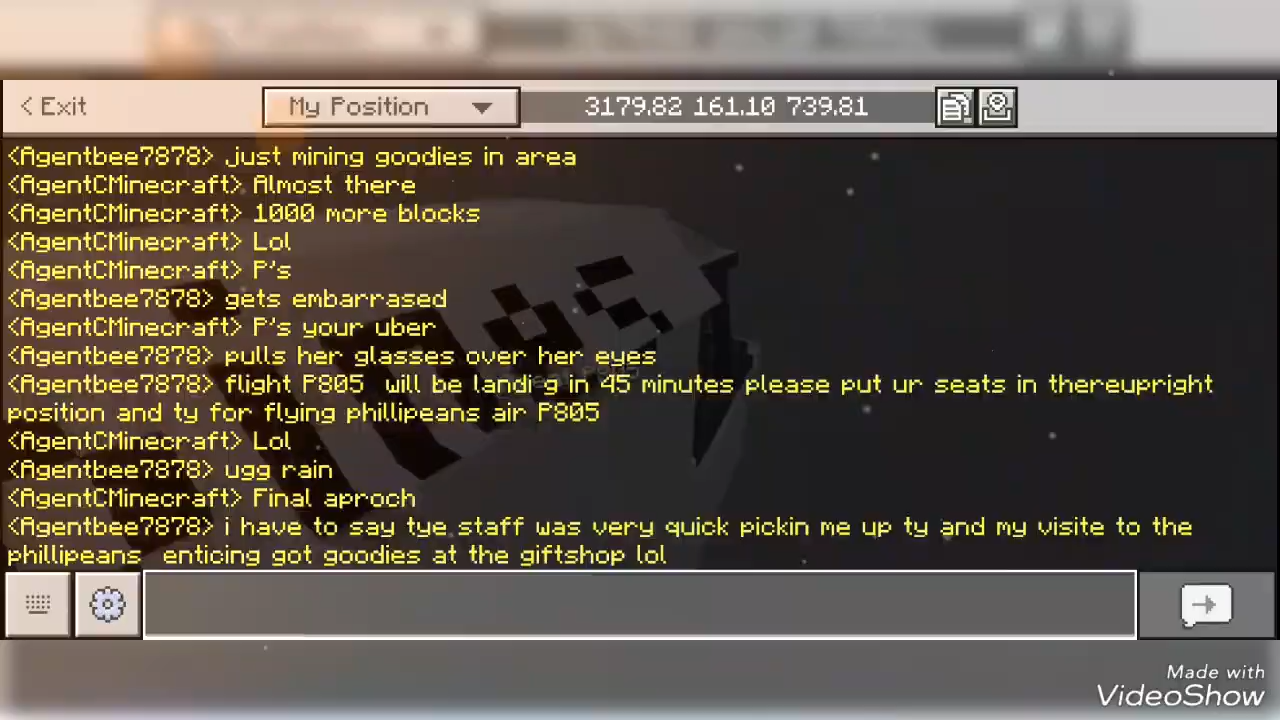 < Exit
My Position
3179.82 161.10 739.81
<Agentbee7878> just mining goodies in area
<AgentCMinecraft> Almost there
<AgentCMinecraft> 1000 more blocks
<AgentCMinecraft> Lol
<AgentCMinecraft> P's
<Agentbee7878> gets embarrased
<AgentCMinecraft> P's your uber
<Agentbee7878> pulls her glasses over her eyes
<Agentbee7878> flight P805 will be landi g in 45 minutes please put ur seats in thereupright
position and ty for flying phillipeans air P805
<AgentCMinecraft> Lol
<Agentbee7878> ugg rain
<AgentCMinecraft> Final aproch
<Agentbee7878> i have to say tye staff was very quick pickin me up ty and my visite to the
phillipeans enticing got goodies at the giftshop lol
Made with
VideoShow